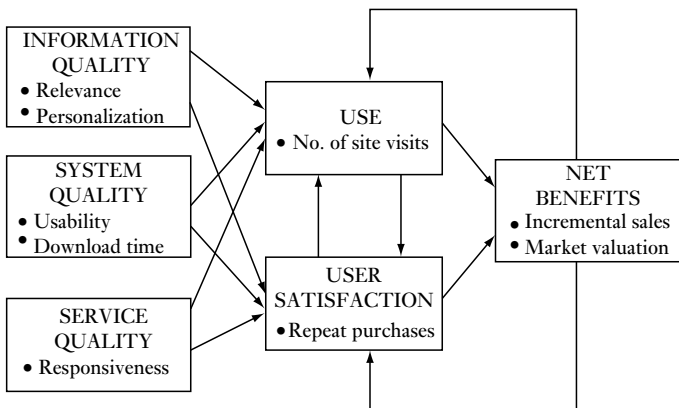 INFORMATION
QUALITY
• Relevance
• Personalization
SYSTEM
QUALITY
• Usability
• Download time
SERVICE
QUALITY
• Responsiveness
USE
• No. of site visits
USER
SATISFACTION
• Repeat purchases
NET
BENEFITS
• Incremental sales
• Market valuation